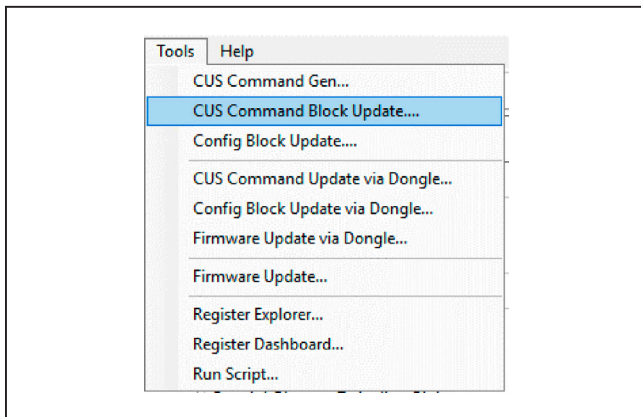 Tools Help
CUS Command Gen...
CUS Command Block Update....
Config Block Update....
CUS Command Update via Dongle...
Config Block Update via Dongle...
Firmware Update via Dongle...
Firmware Update...
Register Explorer...
Register Dashboard...
Run Script...